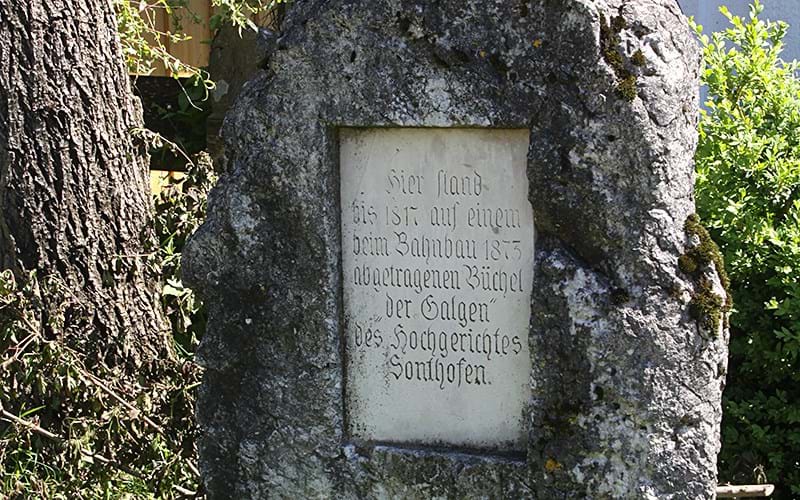 Hier stand
bis 1817 auf einem
beim Bahnbau 1873
abgetragenen Büchel
der Galgen"
des Hochgerichtes
Sonthofen.